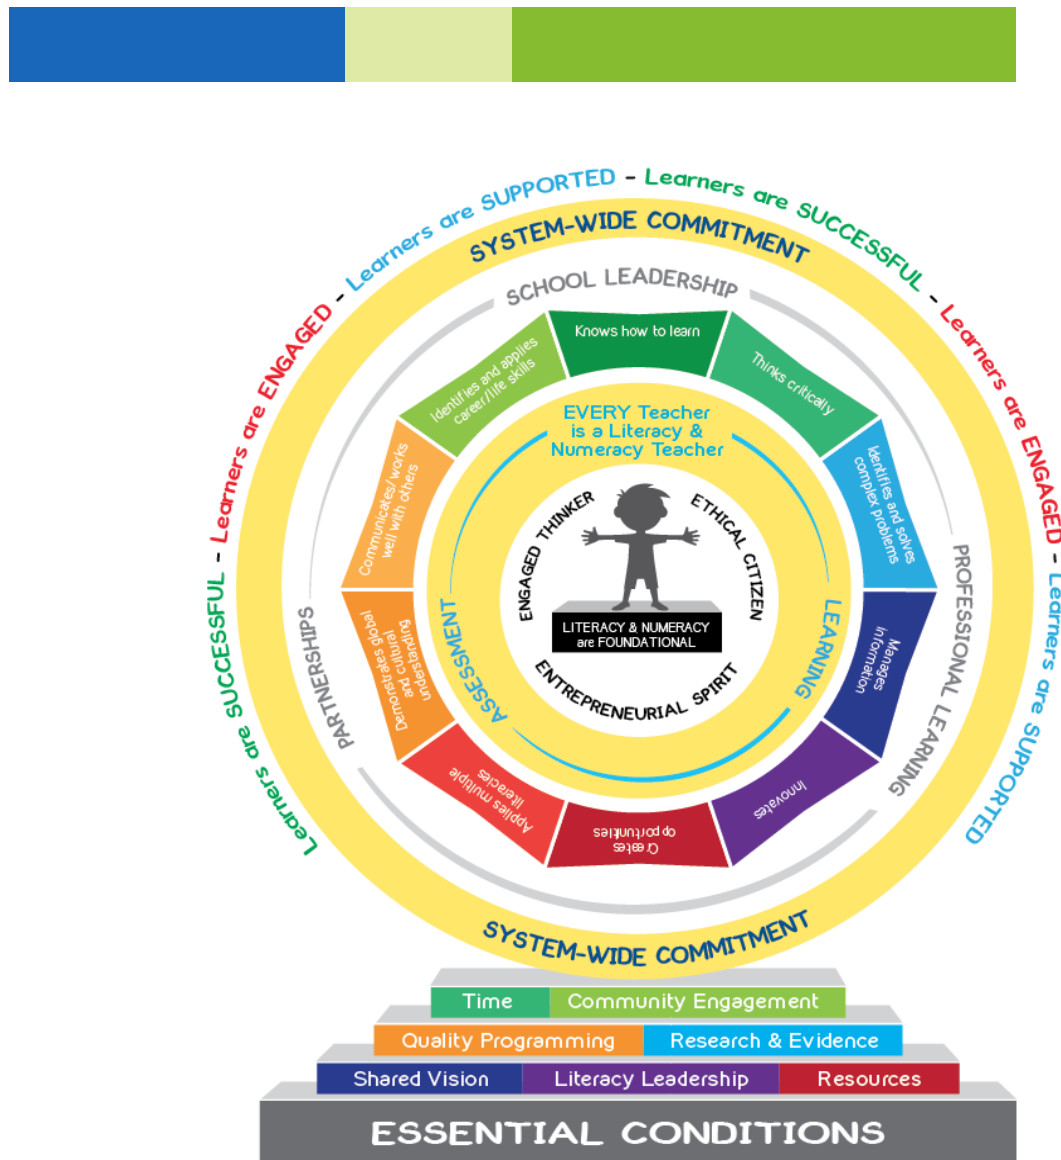 Learners are SUCCESSFUL - Learners are ENGAGED - Learners are SUPPORTED - Learners are SUCCESSFUL - Learners are ENGAGED - Learners are SUPPORTED
SYSTEM-WIDE COMMITMENT
SCHOOL LEADERSHIP
PROFESSIONAL LEARNING
PARTNERSHIPS
Knows how to learn
Thinks critically
Identifies and solves
complex problems
Manages
information
Innovates
Creates
opportunities
Applies multiple
literacies
Demonstrates global
and cultural
understanding
Communicates/works
well with others
Identifies and applies
career/life skills
EVERY Teacher
is a Literacy &
Numeracy Teacher
LEARNING
ASSESSMENT
ENGAGED THINKER
ETHICAL CITIZEN
LITERACY & NUMERACY
are FOUNDATIONAL
ENTREPRENEURIAL SPIRIT
SYSTEM-WIDE COMMITMENT
Time Community Engagement
Quality Programming Research & Evidence
Shared Vision Literacy Leadership Resources
ESSENTIAL CONDITIONS